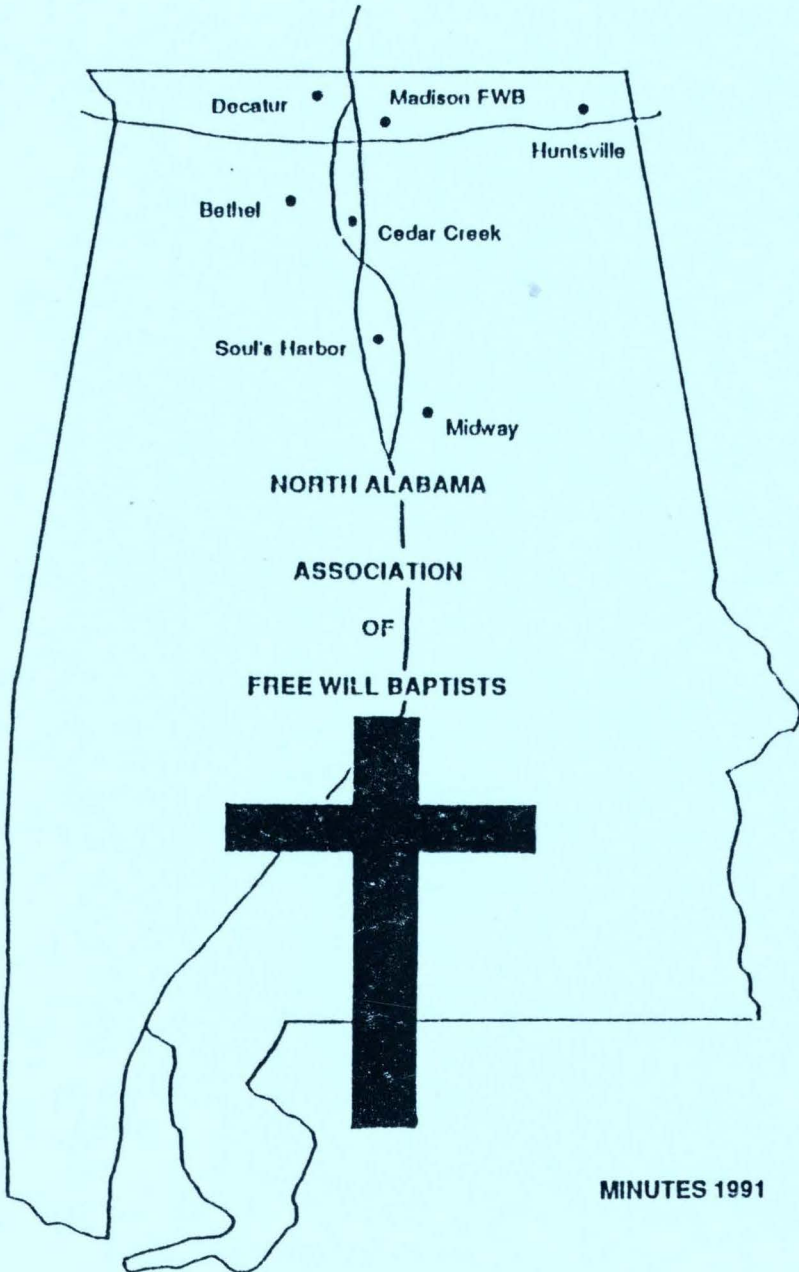 Decatur
Madison FWB
Huntsville
Bethel
Cedar Creek
Soul's Harbor
Midway
NORTH ALABAMA
ASSOCIATION
OF
FREE WILL BAPTISTS
MINUTES 1991